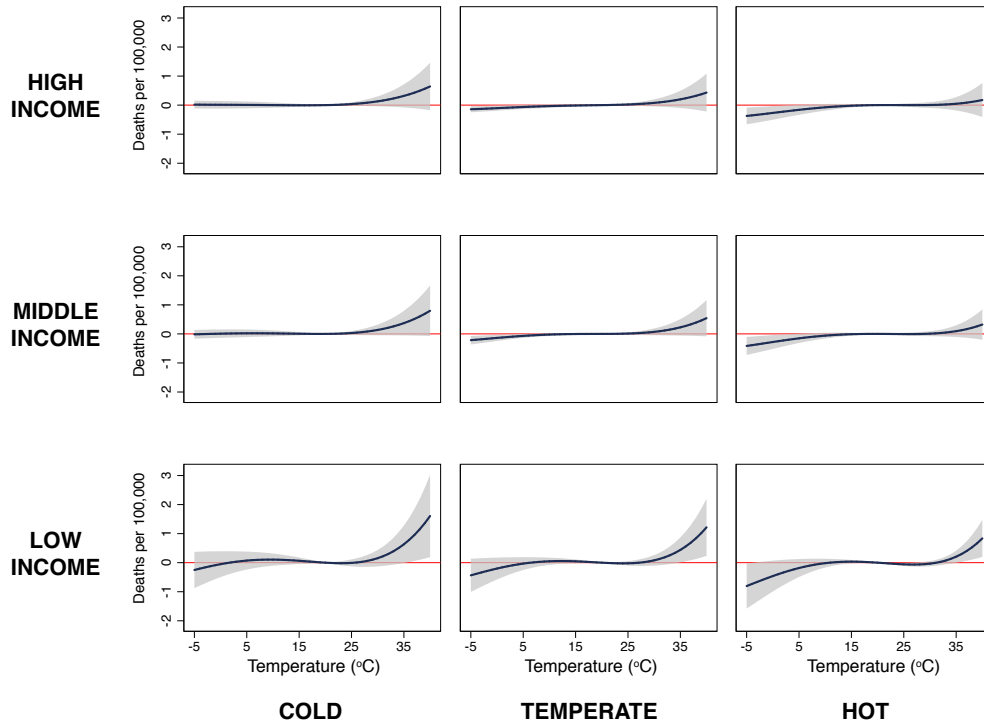 HIGH
INCOME
Deaths per 100,000
3
2
1
0
-1
-2
MIDDLE
INCOME
Deaths per 100,000
3
2
1
0
-1
-2
LOW
INCOME
Deaths per 100,000
3
2
1
0
-1
-2
-5 5 15 25 35 -5 5 15 25 35 -5 5 15 25 35
Temperature (°C) Temperature (°C) Temperature (°C)
COLD TEMPERATE HOT